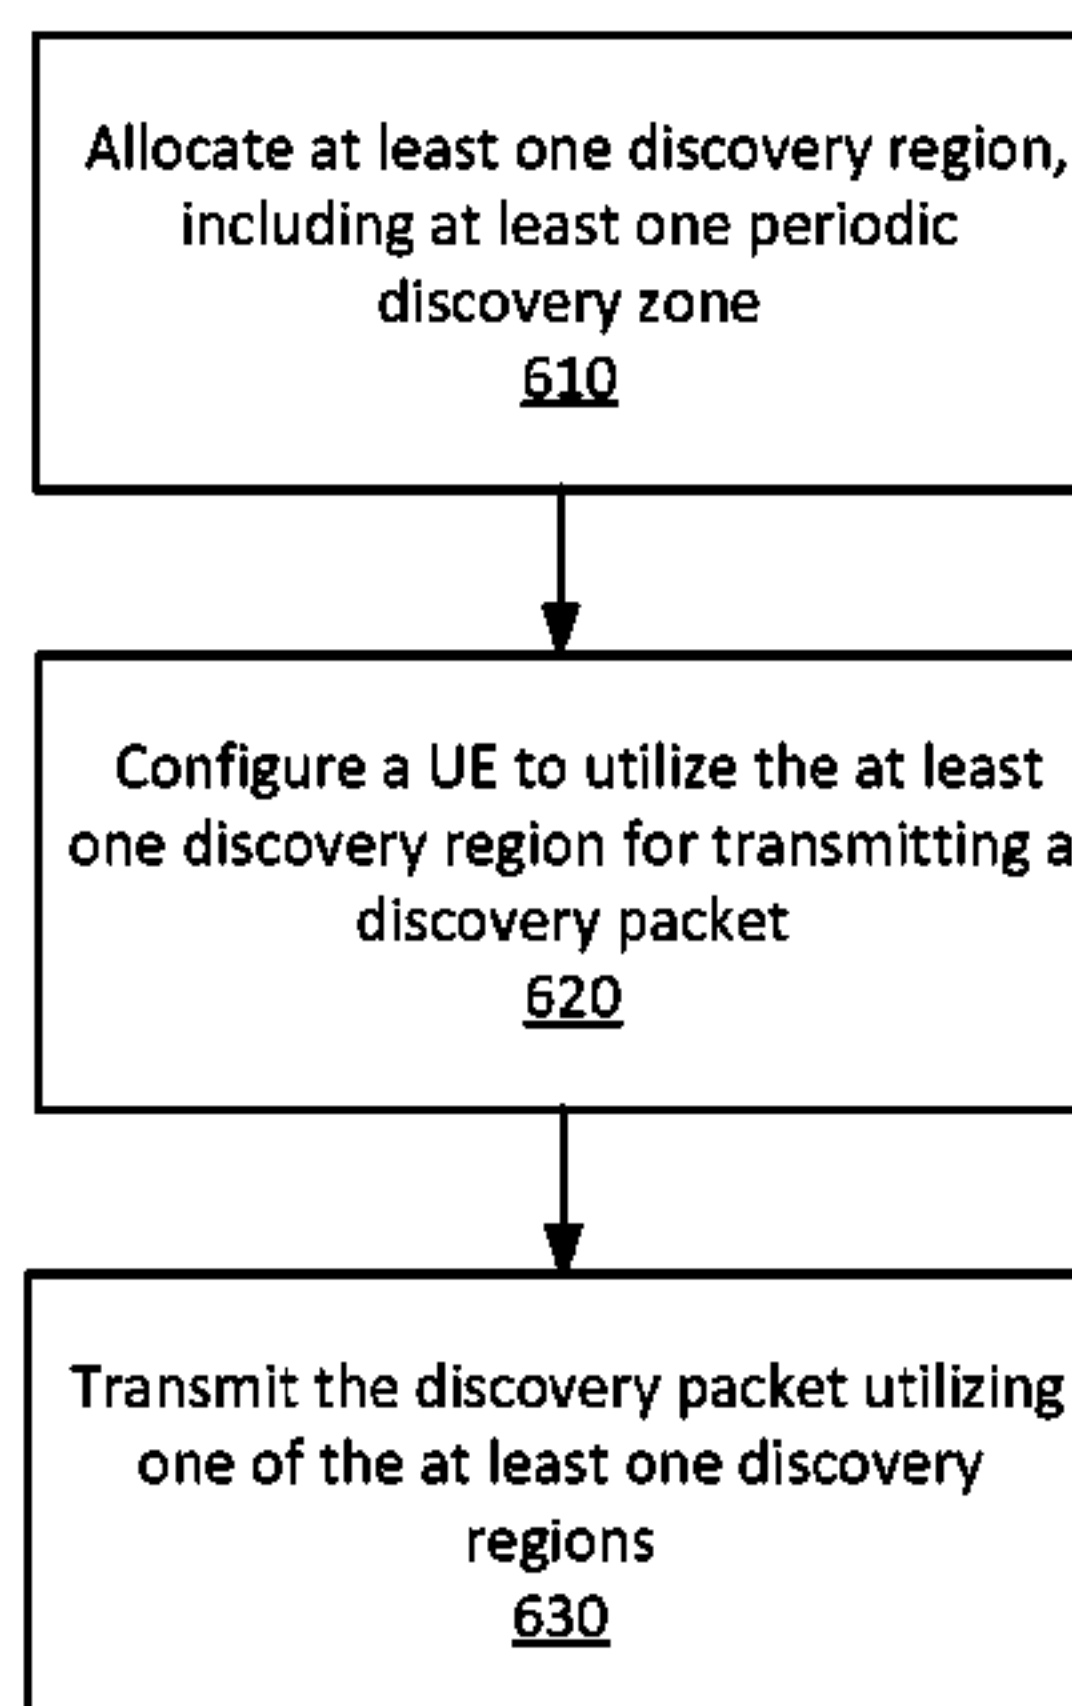 Allocate at least one discovery region,
including at least one periodic
discovery zone
610
Configure a UE to utilize the at least
one discovery region for transmitting a
discovery packet
620
Transmit the discovery packet utilizing
one of the at least one discovery
regions
630